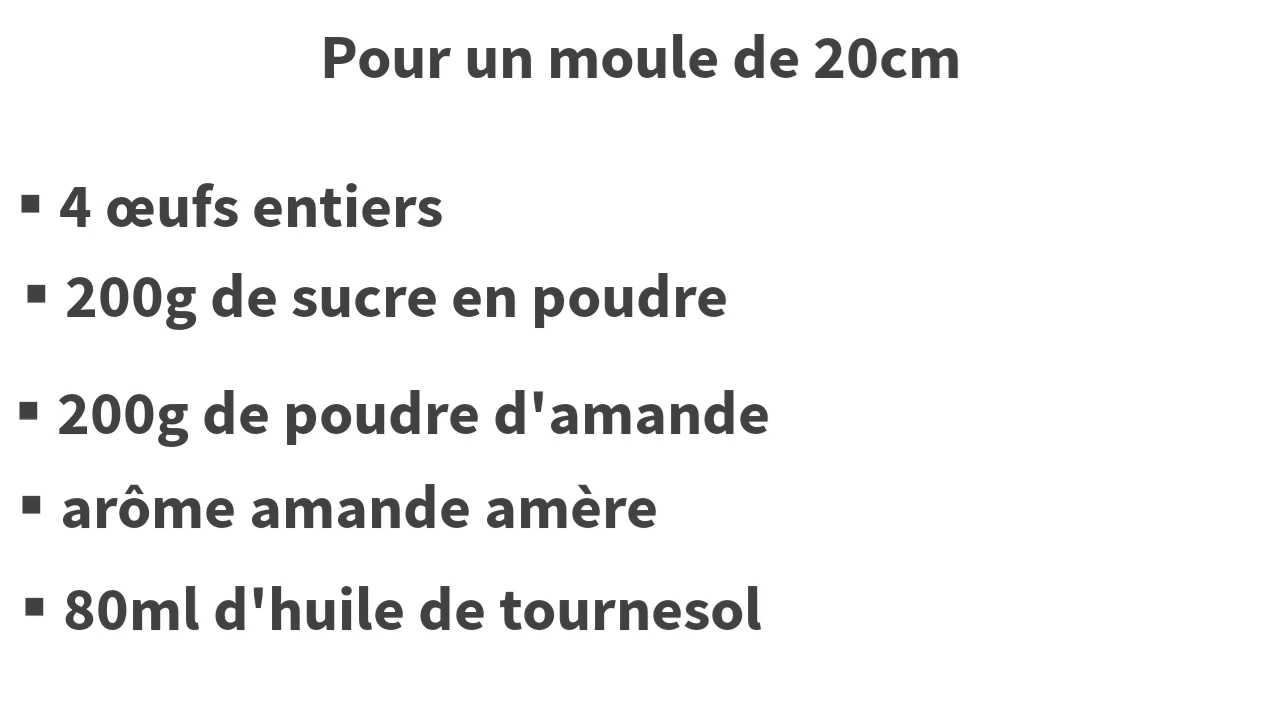 Pour un moule de 20cm
▪ 4 œufs entiers
▪ 200g de sucre en poudre
▪ 200g de poudre d'amande
▪ arôme amande amère
▪ 80ml d'huile de tournesol